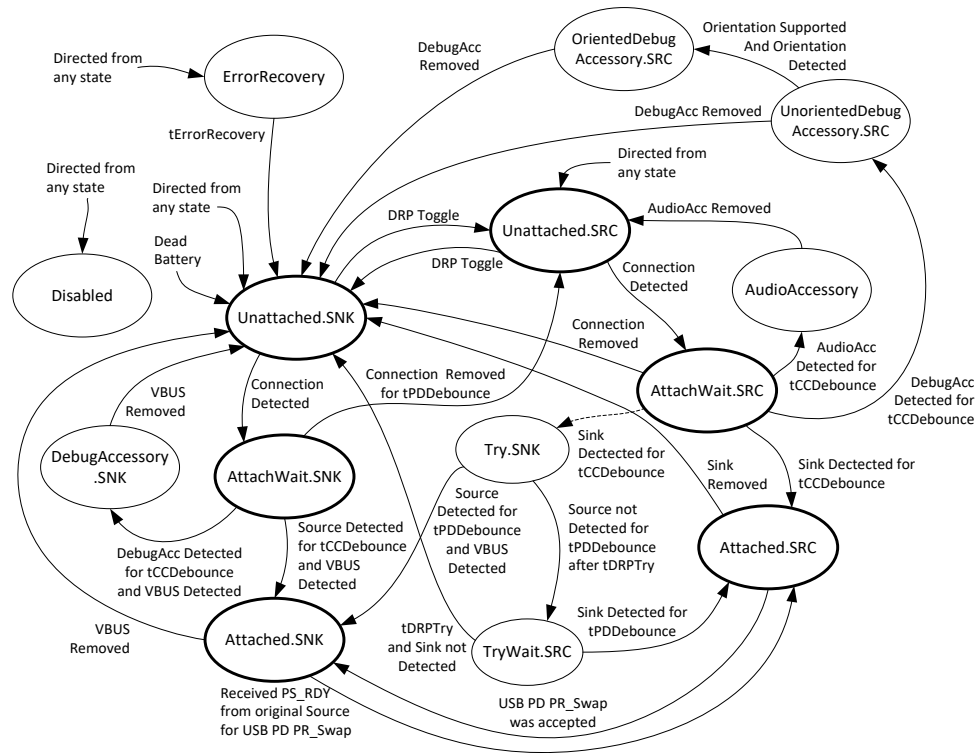 Directed from
any state
ErrorRecovery
tErrorRecovery
DebugAcc
Removed
OrientedDebug
Accessory.SRC
Orientation Supported
And Orientation
Detected
DebugAcc Removed
UnorientedDebug
Accessory.SRC
Directed from
any state
Disabled
Directed from
any state
Dead
Battery
Unattached.SNK
DRP Toggle
DRP Toggle
Directed from
any state
Unattached.SRC
AudioAcc Removed
AudioAccessory
Connection
Detected
Connection
Removed
AttachWait.SRC
AudioAcc
Detected for
tCCDebounce
DebugAcc
Detected for
tCCDebounce
VBUS
Removed
Connection
Detected
Connection  Removed
for tPDDebounce
DebugAccessory
.SNK
AttachWait.SNK
Try.SNK
Sink
Dectected for
tCCDebounce
Sink
Removed
Sink Dectected for
tCCDebounce
DebugAcc Detected
for tCCDebounce
and VBUS Detected
Source Detected
for tCCDebounce
and VBUS
Detected
Source
Detected for
tPDDebounce
and VBUS
Detected
Source not
Detected for
tPDDebounce
after tDRPTry
Attached.SRC
VBUS
Removed
Attached.SNK
tDRPTry
and Sink not
Detected
TryWait.SRC
Sink Detected for
tPDDebounce
Received PS_RDY
from original Source
for USB PD PR_Swap
USB PD PR_Swap
was accepted